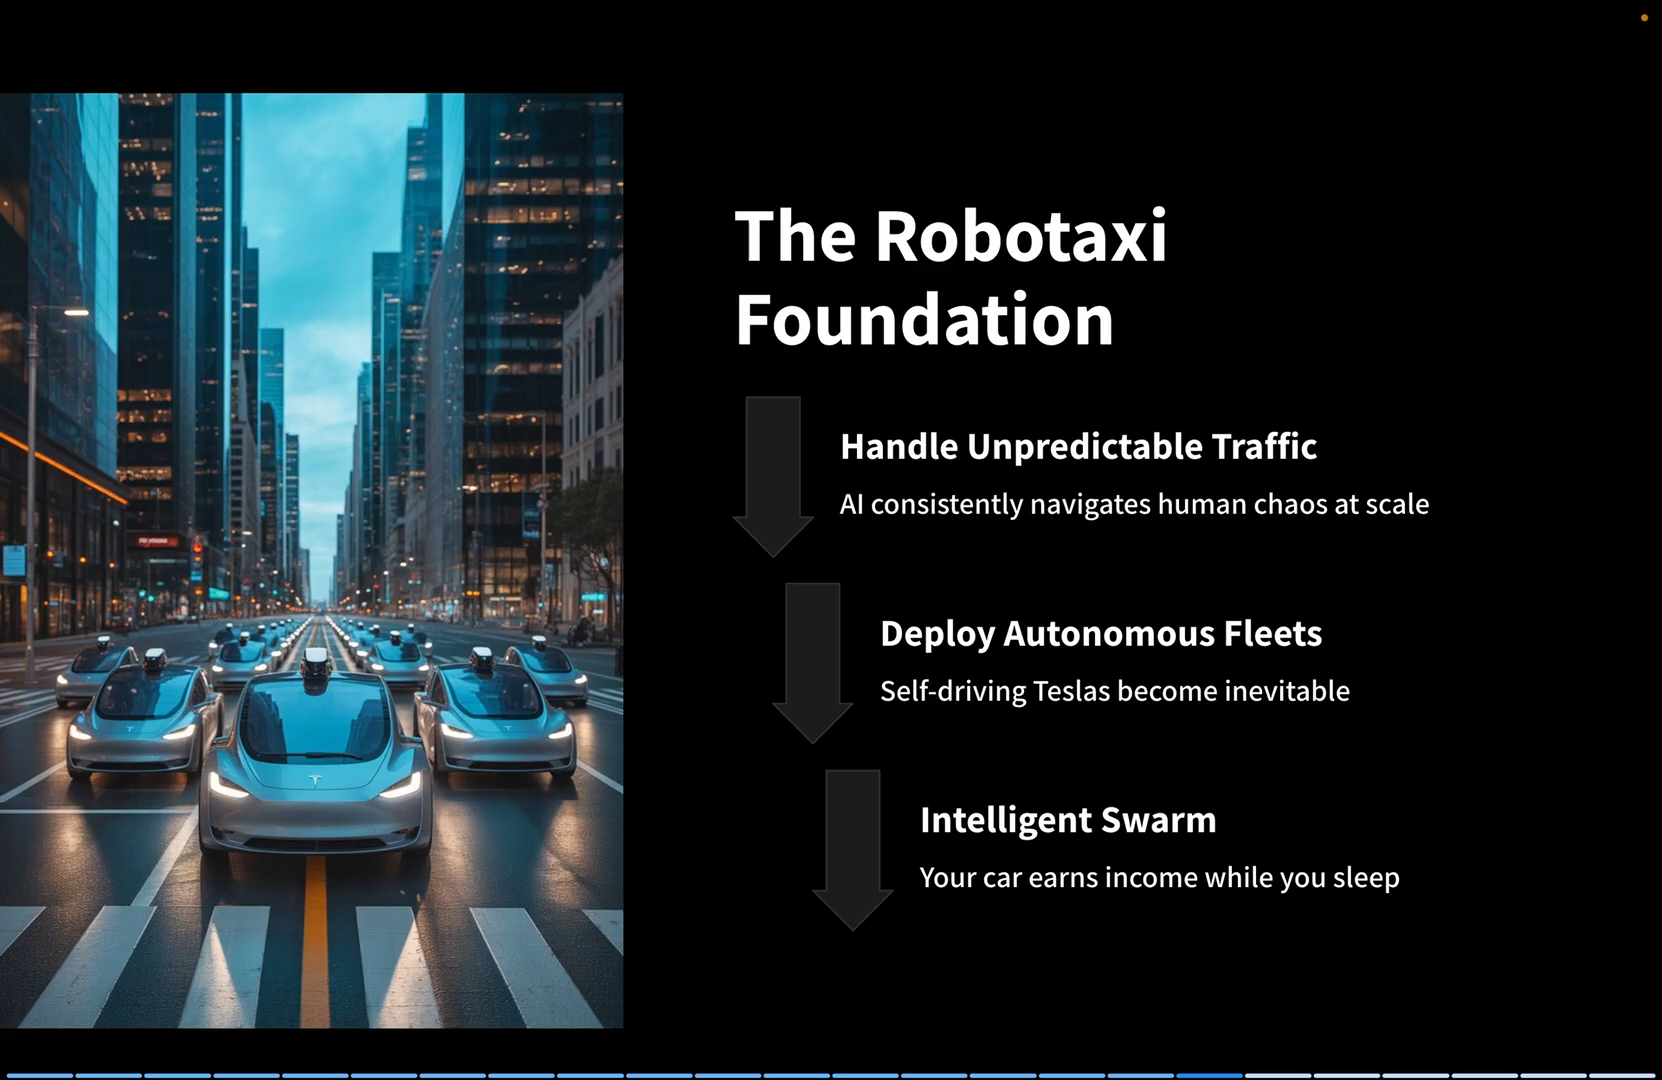 The Robotaxi
Foundation
Handle Unpredictable Traffic
AI consistently navigates human chaos at scale
Deploy Autonomous Fleets
Self-driving Teslas become inevitable
Intelligent Swarm
Your car earns income while you sleep